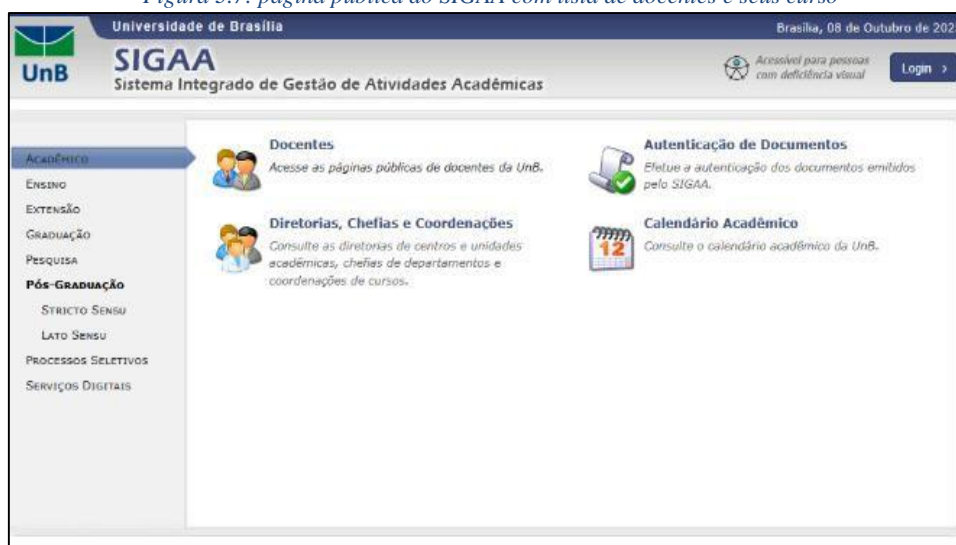 Figura 5.7: página pública do SIGAA com lista de docentes e seus curso
Universidade de Brasília
Brasília, 08 de Outubro de 202
UnB
SIGAA
Sistema Integrado de Gestão de Atividades Acadêmicas
Acessível para pessoas
com deficiência visual
Login >
Acadêmico
Ensino
Extensão
Graduação
Pesquisa
Pós-Graduação
Stricto Sensu
Lato Sensu
Processos Seletivos
Serviços Digitais
Docentes
Acesse as páginas públicas de docentes da UnB.
Autenticação de Documentos
Efetue a autenticação dos documentos emitidos
pelo SIGAA.
Diretorias, Chefias e Coordenações
Consulte as diretorias de centros e unidades
acadêmicas, chefias de departamentos e
coordenações de cursos.
12
Calendário Acadêmico
Consulte o calendário acadêmico da UnB.